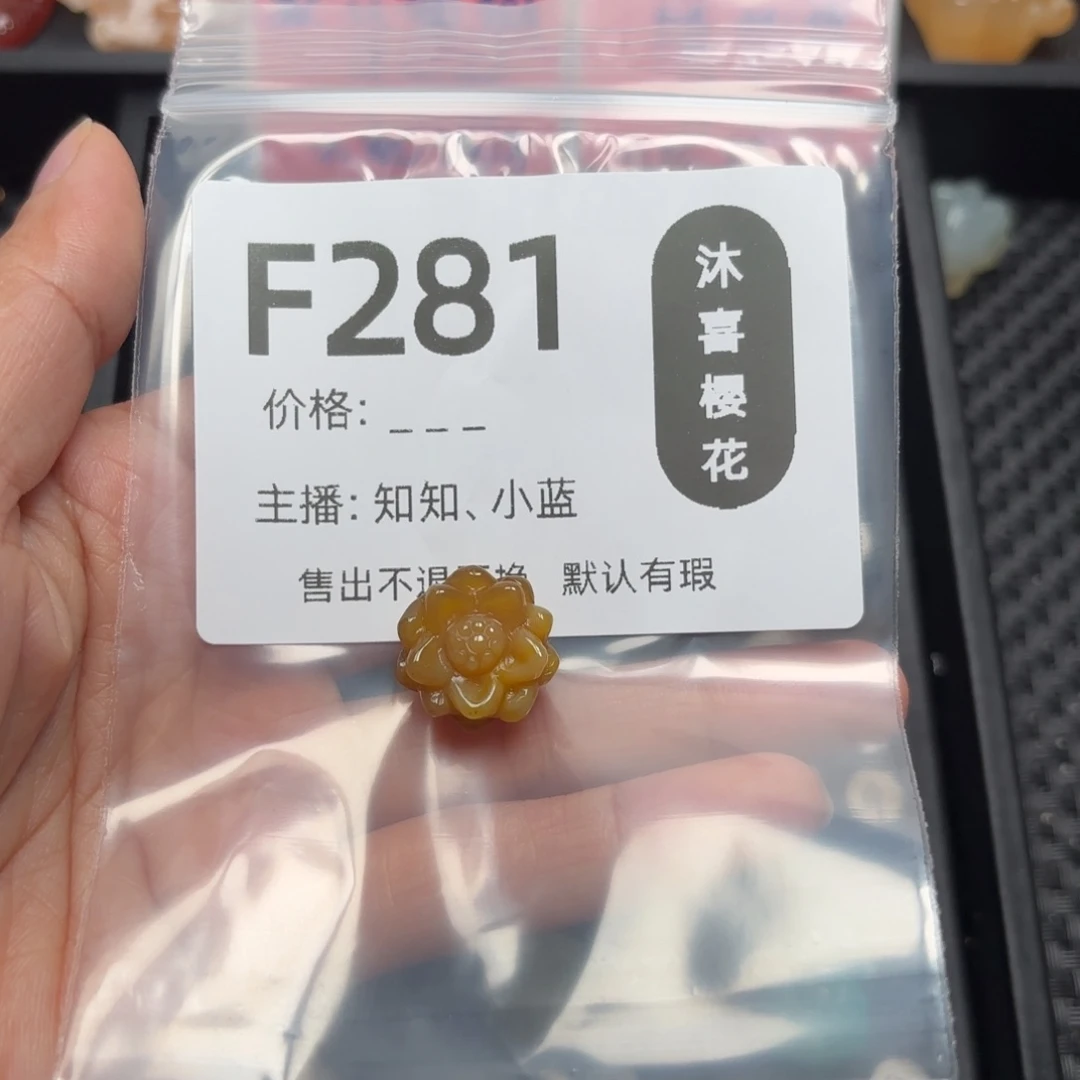 F281
价格: _ _ _
主播: 知知、小蓝
售出不退 换 默认有瑕
沐喜樱花